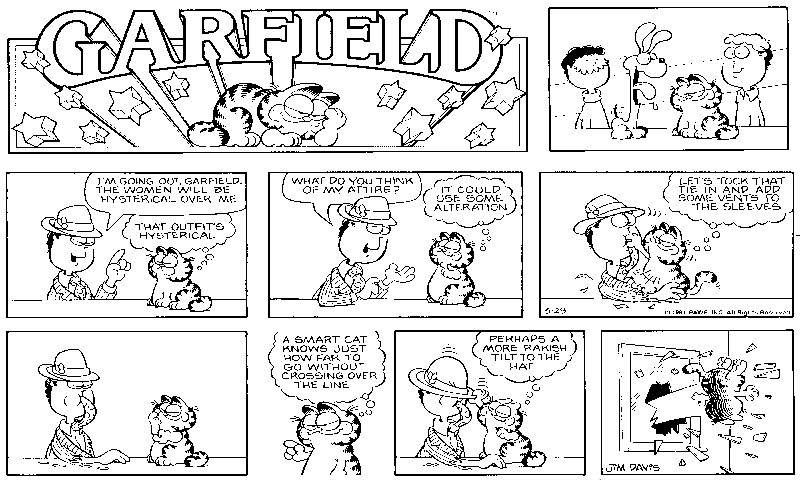 GARFIELD
I'M GOING OUT, GARFIELD.
THE WOMEN WILL BE
HYSTERICAL OVER ME
THAT OUTFIT'S
HYSTERICAL
WHAT DO YOU THINK
OF MY ATTIRE?
IT COULD
USE SOME
ALTERATION
LET'S TUCK THAT
TIE IN AND ADD
SOME VENTS TO
THE SLEEVES
5-29
A SMART CAT
KNOWS JUST
HOW FAR TO
GO WITHOUT
CROSSING OVER
THE LINE
PERHAPS A
MORE RAKISH
TILT TO THE
HAT
JIM DAVIS